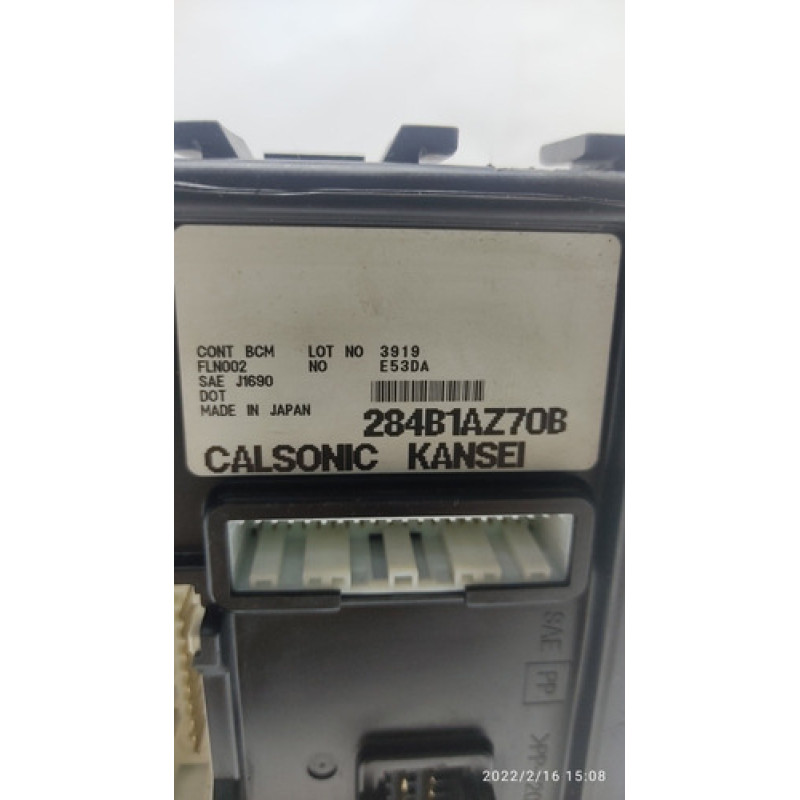 CONT BCM LOT NO 3919
FLN002 NO E53DA
SAE J1690
DOT
MADE IN JAPAN
284B1AZ70B
CALSONIC KANSEI
SAE PP
2022/2/16 15:08